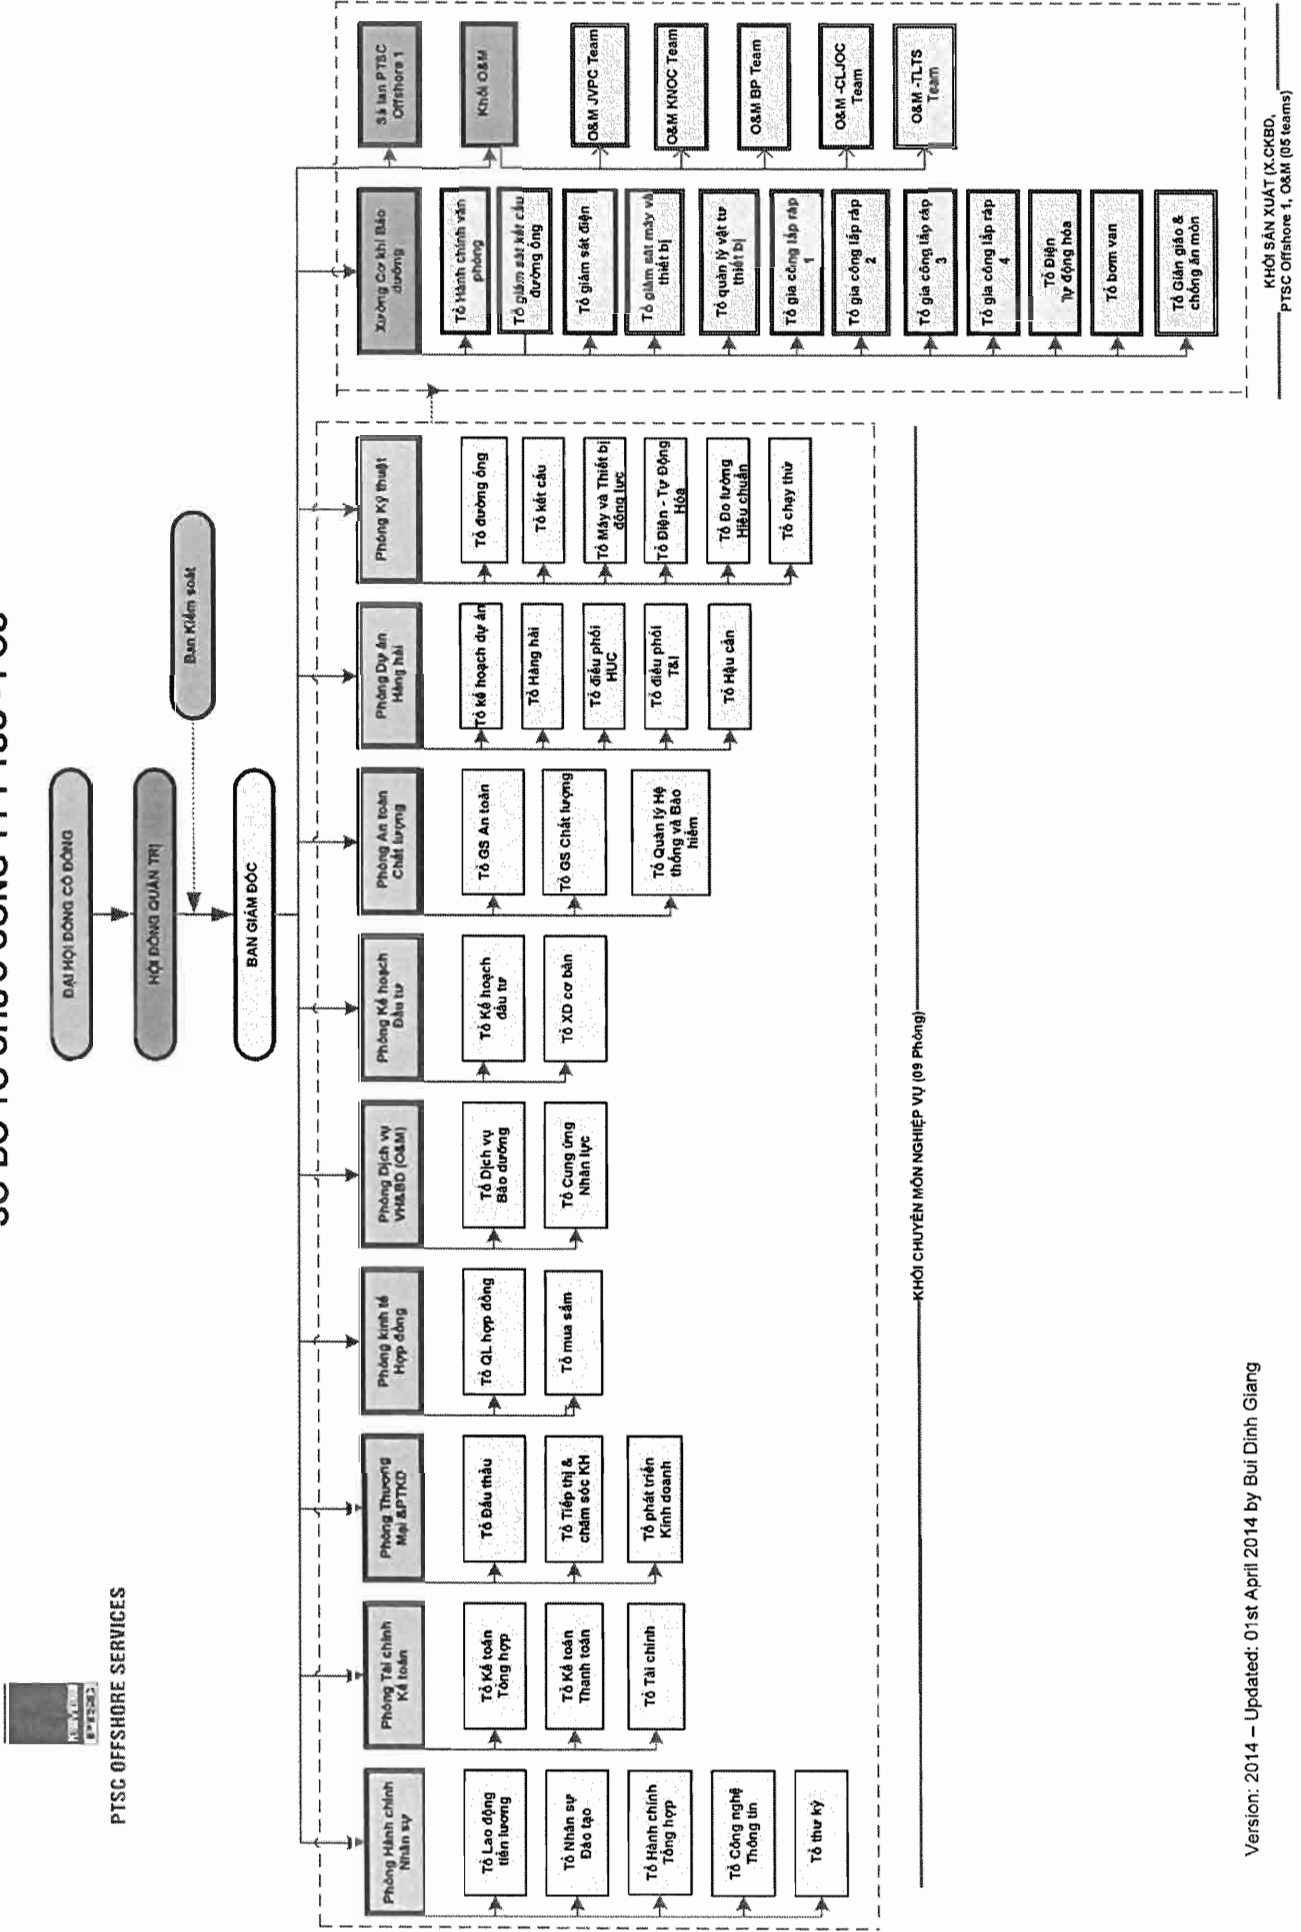 PTSC OFFSHORE SERVICES
ĐẠI HỘI ĐỒNG CỔ ĐÔNG
HỘI ĐỒNG QUẢN TRỊ
Ban Kiểm soát
BAN GIÁM ĐỐC
Phòng Hành chính
Nhân sự
Tổ Lao động
tiền lương
Tổ Nhân sự
Đào tạo
Tổ Hành chính
Tổng hợp
Tổ Công nghệ
Thông tin
Tổ thư ký
Phòng Tài chính
Kế toán
Tổ Kế toán
Tổng hợp
Tổ Kế toán
Thanh toán
Tổ Tài chính
Phòng Thương
Mại &PTKD
Tổ Đấu thầu
Tổ Tiếp thị &
chăm sóc KH
Tổ phát triển
Kinh doanh
Phòng kinh tế
Hợp đồng
Tổ QL hợp đồng
Tổ mua sắm
Phòng Dịch vụ
VH&BD (O&M)
Tổ Dịch vụ
Bảo dưỡng
Tổ Cung ứng
Nhân lực
Phòng Kế hoạch
Đầu tư
Tổ Kế hoạch
đầu tư
Tổ XD cơ bản
Phòng An toàn
Chất lượng
Tổ GS An toàn
Tổ GS Chất lượng
Tổ Quản lý Hệ
thống và Bảo
hiểm
Phòng Dự án
Hàng hải
Tổ kế hoạch dự án
Tổ Hàng hải
Tổ điều phối
HUC
Tổ điều phối
T&I
Tổ Hậu cần
Phòng Kỹ thuật
Tổ đường ống
Tổ kết cấu
Tổ Máy và Thiết bị
động lực
Tổ Điện - Tự Động
Hóa
Tổ Đo lường
Hiệu chuẩn
Tổ chạy thử
Xưởng Cơ khí Bảo
dưỡng
Tổ Hành chính văn
phòng
Tổ giám sát kết cấu
đường ống
Tổ giám sát điện
Tổ giám sát máy và
thiết bị
Tổ quản lý vật tư
thiết bị
Tổ gia công lắp ráp
1
Tổ gia công lắp ráp
2
Tổ gia công lắp ráp
3
Tổ gia công lắp ráp
4
Tổ Điện
Tự động hóa
Tổ bơm van
Tổ Giàn giáo &
chống ăn mòn
Sà lan PTSC
Offshore 1
Khối O&M
O&M JVPC Team
O&M KNOC Team
O&M BP Team
O&M -CLJOC
Team
O&M -TLTS
Team
KHỐI CHUYÊN MÔN NGHIỆP VỤ (09 Phòng)
KHỐI SẢN XUẤT (X.CKBD,
PTSC Offshore 1, O&M (05 teams)
Version: 2014 – Updated: 01st April 2014 by Bui Dinh Giang